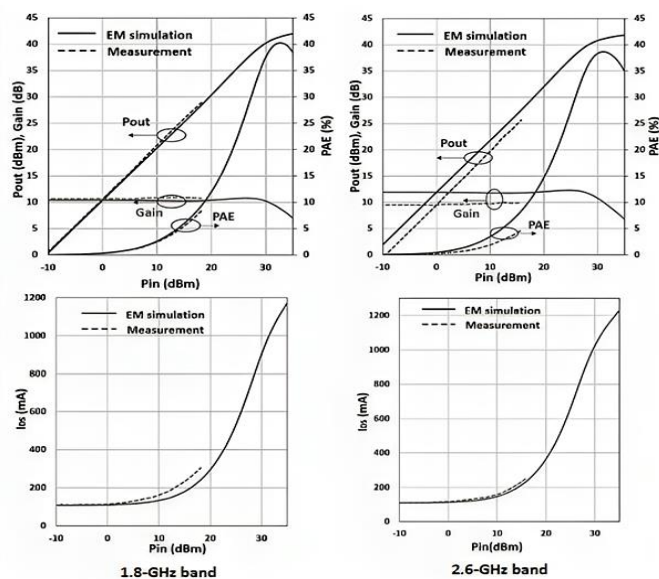 EM simulation
Measurement
Pout (dBm), Gain (dB)
45
40
35
30
25
20
15
10
5
0
PAE (%)
45
40
35
30
25
20
15
10
5
0
Pout
Gain
PAE
-10 0 10 20 30
Pin (dBm)
EM simulation
Measurement
Pout (dBm), Gain (dB)
45
40
35
30
25
20
15
10
5
0
PAE (%)
45
40
35
30
25
20
15
10
5
0
Pout
Gain
PAE
-10 0 10 20 30
Pin (dBm)
EM simulation
Measurement
IDS (mA)
1200
1000
800
600
400
200
0
-10 0 10 20 30
Pin (dBm)
1.8-GHz band
EM simulation
Measurement
IDS (mA)
1200
1000
800
600
400
200
0
-10 0 10 20 30
Pin(dBm)
2.6-GHz band